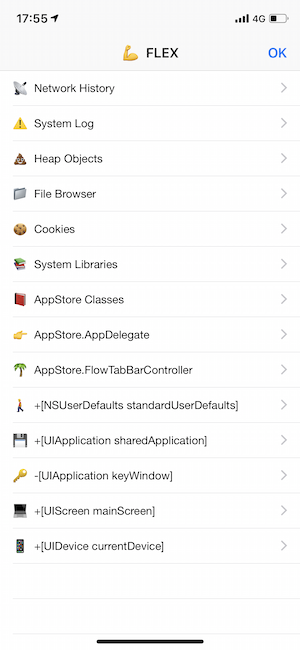 17:55
4G
FLEX
OK
Network History
System Log
Heap Objects
File Browser
Cookies
System Libraries
AppStore Classes
AppStore.AppDelegate
AppStore.FlowTabBarController
+[NSUserDefaults standardUserDefaults]
+[UIApplication sharedApplication]
-[UIApplication keyWindow]
+[UIScreen mainScreen]
+[UIDevice currentDevice]